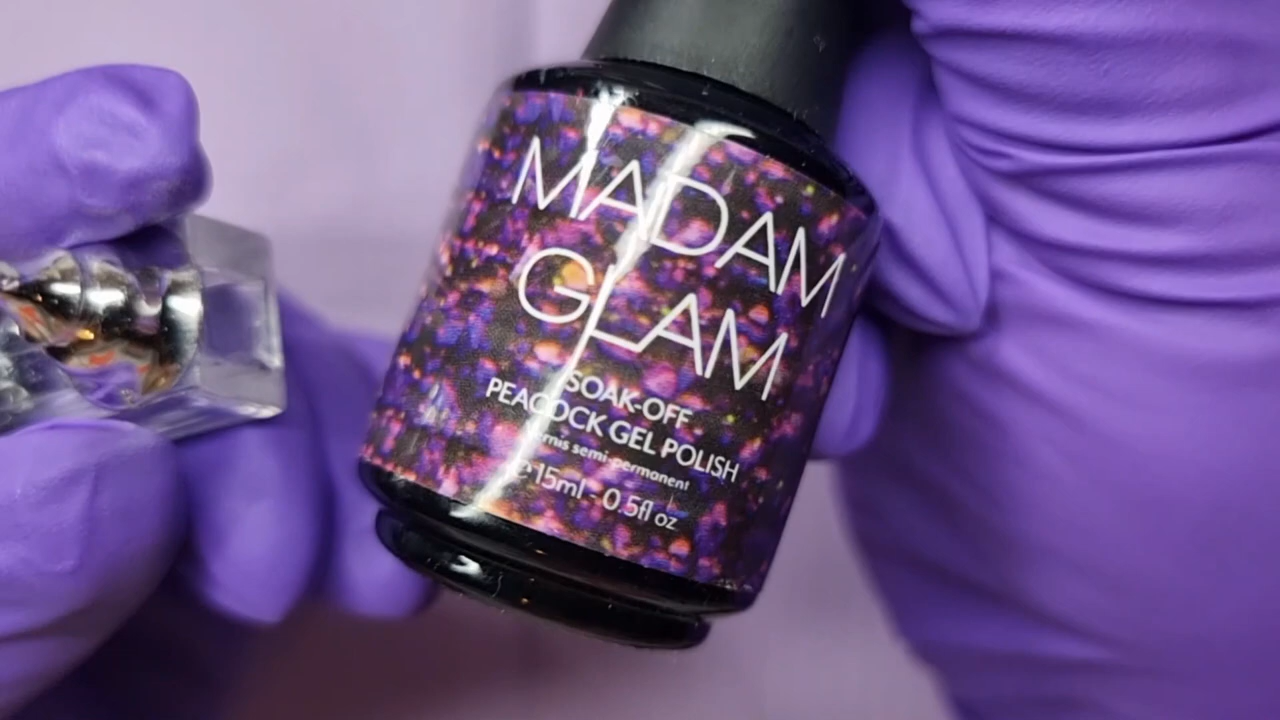 MADAM
GLAM
SOAK-OFF
PEACOCK GEL POLISH
semi-permanent
℮ 15ml - 0.5fl oz